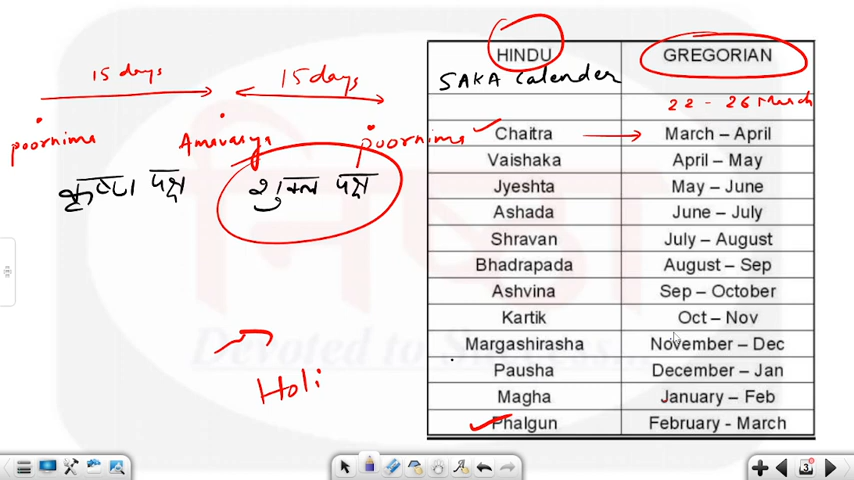 15 days 15 days
poornima Amavasya poornima
कृष्ण पक्ष शुक्ल पक्ष
Holi
HINDU GREGORIAN
SAKA Calender
22 - 26 March
Chaitra March – April
Vaishaka April – May
Jyeshta May – June
Ashada June – July
Shravan July – August
Bhadrapada August – Sep
Ashvina Sep – October
Kartik Oct – Nov
Margashirasha November – Dec
Pausha December – Jan
Magha January – Feb
Phalgun February - March
Devoted to Success...
3